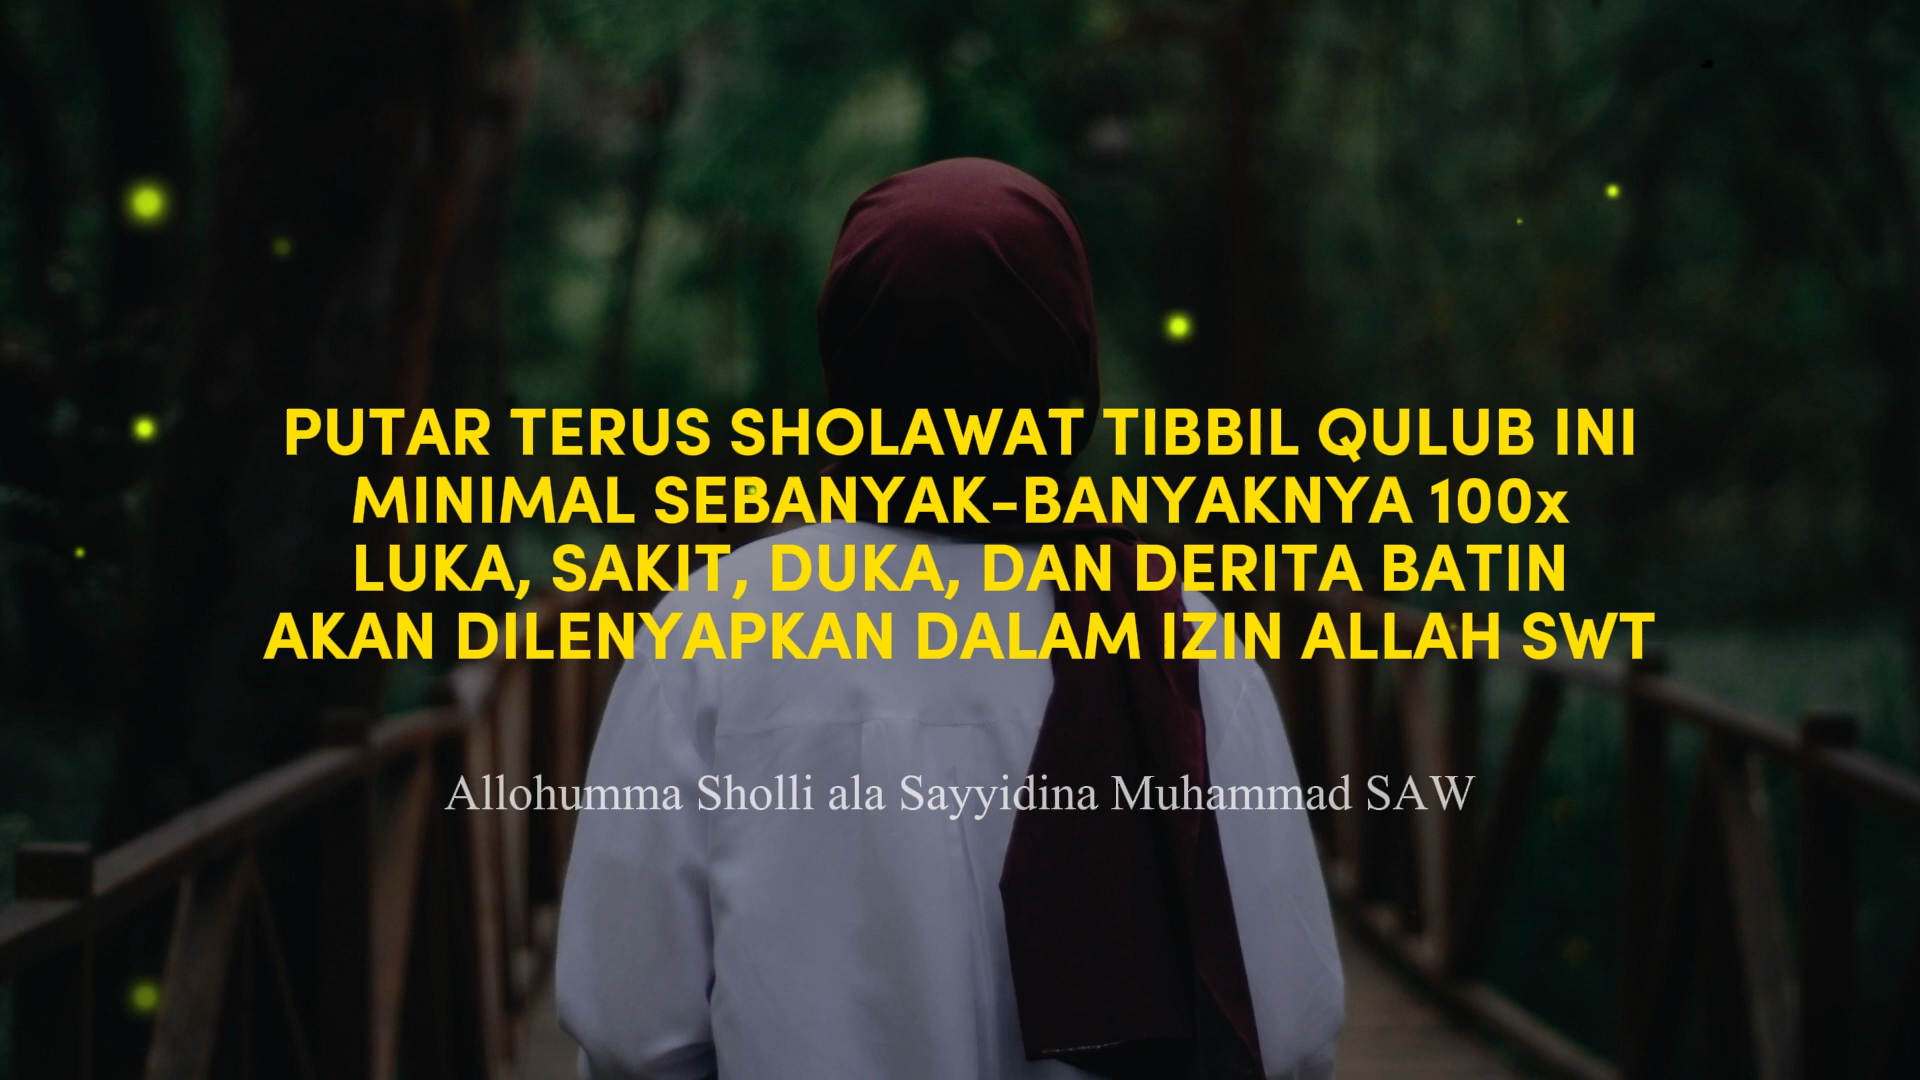 PUTAR TERUS SHOLAWAT TIBBIL QULUB INI
MINIMAL SEBANYAK-BANYAKNYA 100x
LUKA, SAKIT, DUKA, DAN DERITA BATIN
AKAN DILENYAPKAN DALAM IZIN ALLAH SWT
Allohumma Sholli ala Sayyidina Muhammad SAW